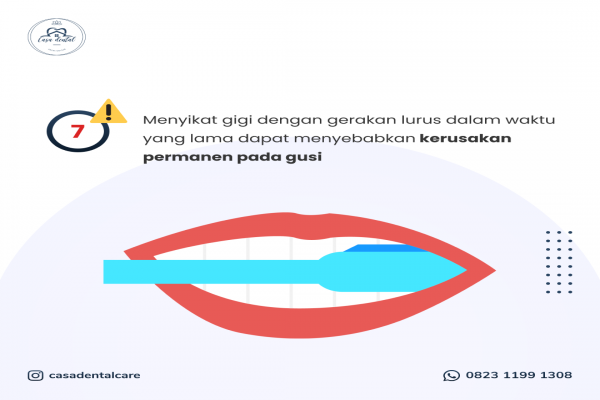 Casa dental
7
Menyikat gigi dengan gerakan lurus dalam waktu
yang lama dapat menyebabkan kerusakan
permanen pada gusi
casadentalcare
0823 1199 1308